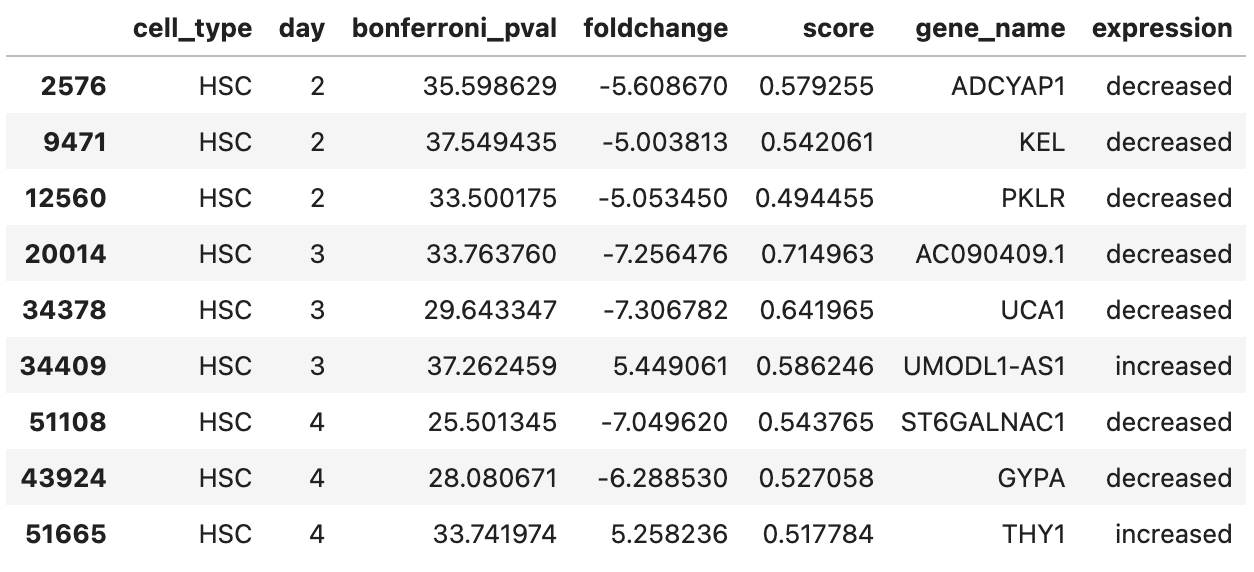 cell_type day bonferroni_pval foldchange score gene_name expression
2576 HSC 2 35.598629 -5.608670 0.579255 ADCYAP1 decreased
9471 HSC 2 37.549435 -5.003813 0.542061 KEL decreased
12560 HSC 2 33.500175 -5.053450 0.494455 PKLR decreased
20014 HSC 3 33.763760 -7.256476 0.714963 AC090409.1 decreased
34378 HSC 3 29.643347 -7.306782 0.641965 UCA1 decreased
34409 HSC 3 37.262459 5.449061 0.586246 UMODL1-AS1 increased
51108 HSC 4 25.501345 -7.049620 0.543765 ST6GALNAC1 decreased
43924 HSC 4 28.080671 -6.288530 0.527058 GYPA decreased
51665 HSC 4 33.741974 5.258236 0.517784 THY1 increased